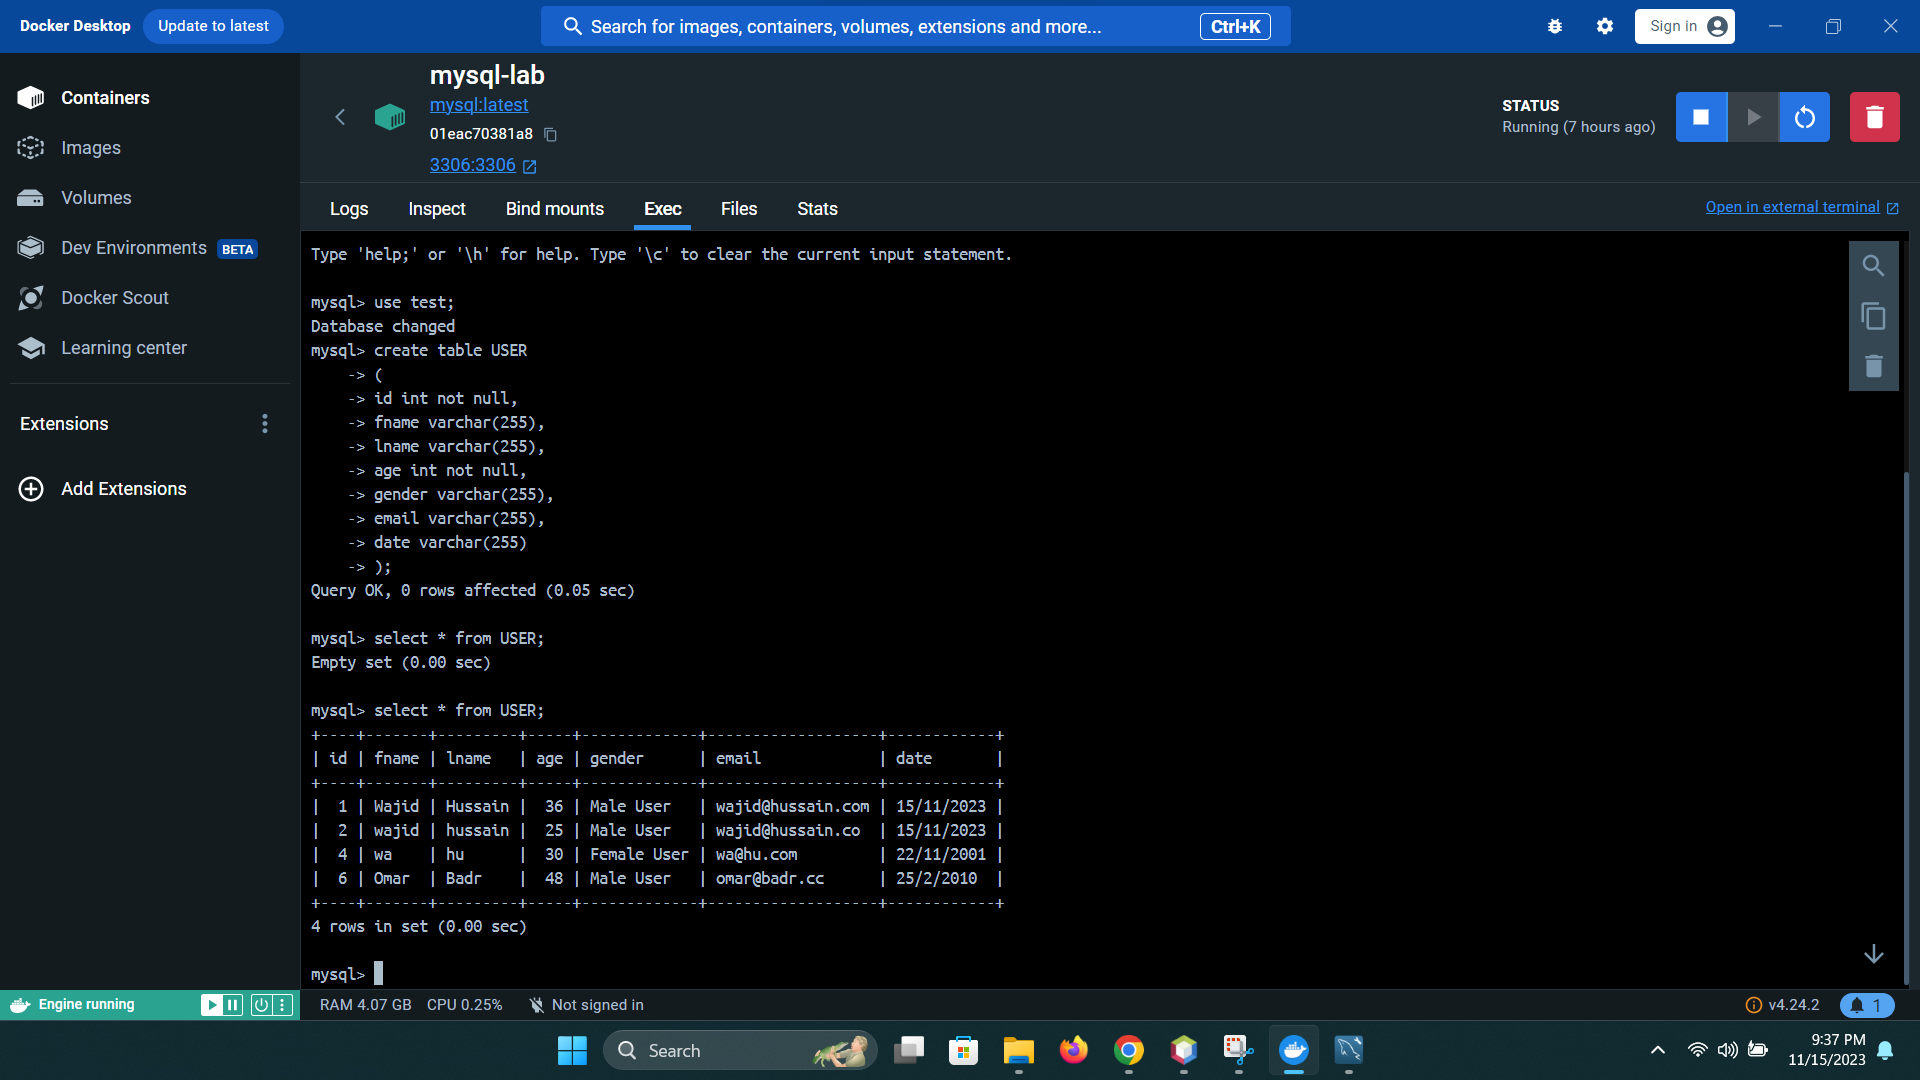 Docker Desktop
Update to latest
Search for images, containers, volumes, extensions and more...
Ctrl+K
Sign in
Containers
Images
Volumes
Dev Environments
BETA
Docker Scout
Learning center
Extensions
Add Extensions
mysql-lab
mysql:latest
01eac70381a8
3306:3306
STATUS
Running (7 hours ago)
Logs
Inspect
Bind mounts
Exec
Files
Stats
Open in external terminal
Type 'help;' or '\h' for help. Type '\c' to clear the current input statement.
mysql> use test;
Database changed
mysql> create table USER
    -> (
    -> id int not null,
    -> fname varchar(255),
    -> lname varchar(255),
    -> age int not null,
    -> gender varchar(255),
    -> email varchar(255),
    -> date varchar(255)
    -> );
Query OK, 0 rows affected (0.05 sec)
mysql> select * from USER;
Empty set (0.00 sec)
mysql> select * from USER;
+----+-------+---------+-----+-------------+-------------------+------------+
| id | fname | lname   | age | gender      | email             | date       |
+----+-------+---------+-----+-------------+-------------------+------------+
|  1 | Wajid | Hussain |  36 | Male User   | wajid@hussain.com | 15/11/2023 |
|  2 | wajid | hussain |  25 | Male User   | wajid@hussain.co  | 15/11/2023 |
|  4 | wa    | hu      |  30 | Female User | wa@hu.com         | 22/11/2001 |
|  6 | Omar  | Badr    |  48 | Male User   | omar@badr.cc      | 25/2/2010  |
+----+-------+---------+-----+-------------+-------------------+------------+
4 rows in set (0.00 sec)
mysql>
Engine running
RAM 4.07 GB
CPU 0.25%
Not signed in
v4.24.2
1
Search
9:37 PM
11/15/2023